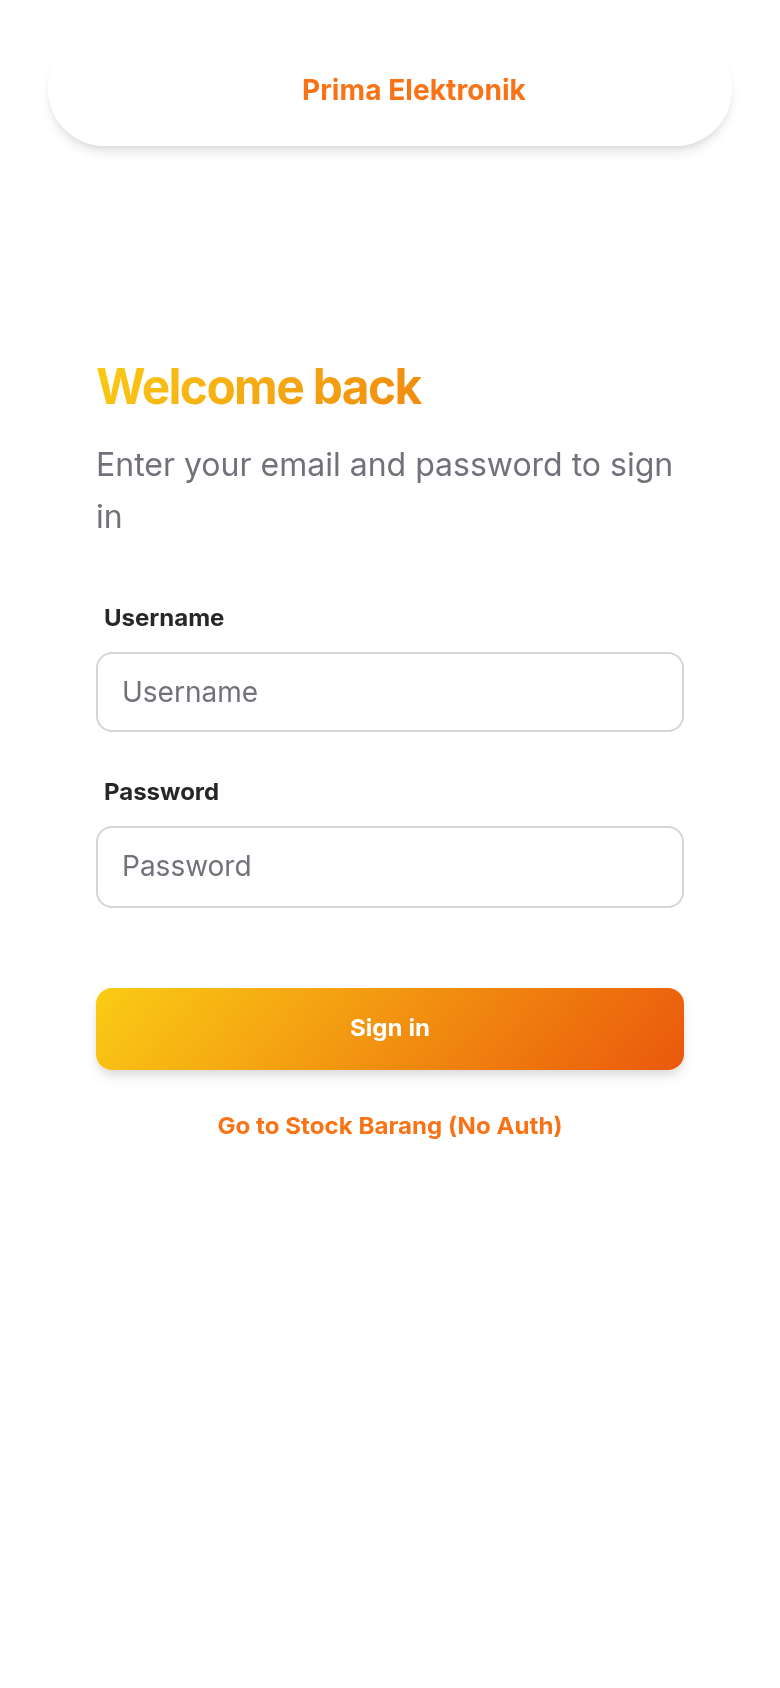 Prima Elektronik
Welcome back
Enter your email and password to sign
in
Username
Username
Password
Password
Sign in
Go to Stock Barang (No Auth)